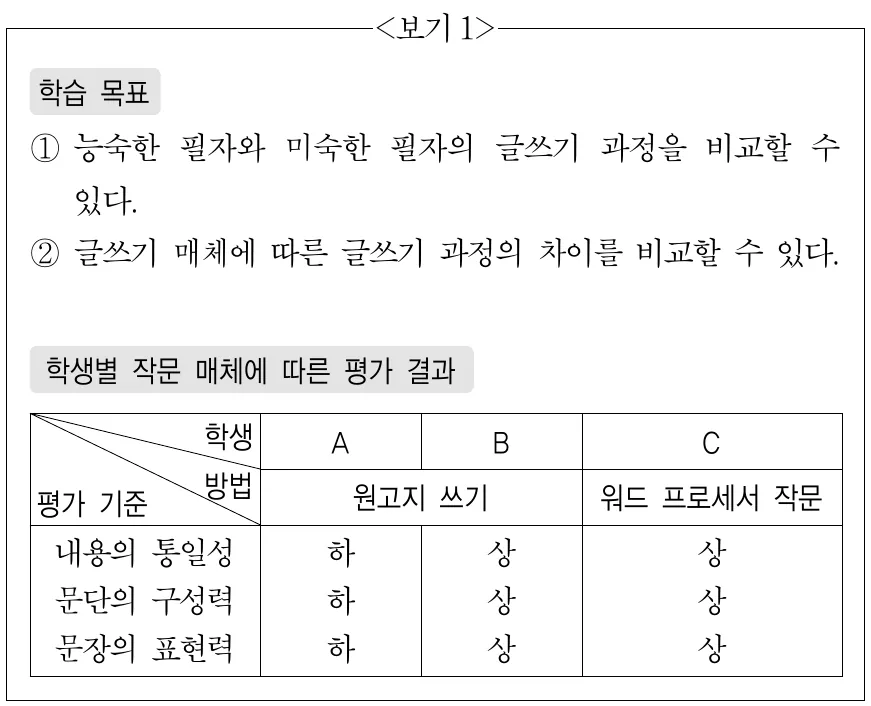 <보기 1>
학습 목표
① 능숙한 필자와 미숙한 필자의 글쓰기 과정을 비교할 수
있다.
② 글쓰기 매체에 따른 글쓰기 과정의 차이를 비교할 수 있다.
학생별 작문 매체에 따른 평가 결과
학생 A B C
방법 원고지 쓰기 워드 프로세서 작문
평가 기준
내용의 통일성 하 상 상
문단의 구성력 하 상 상
문장의 표현력 하 상 상